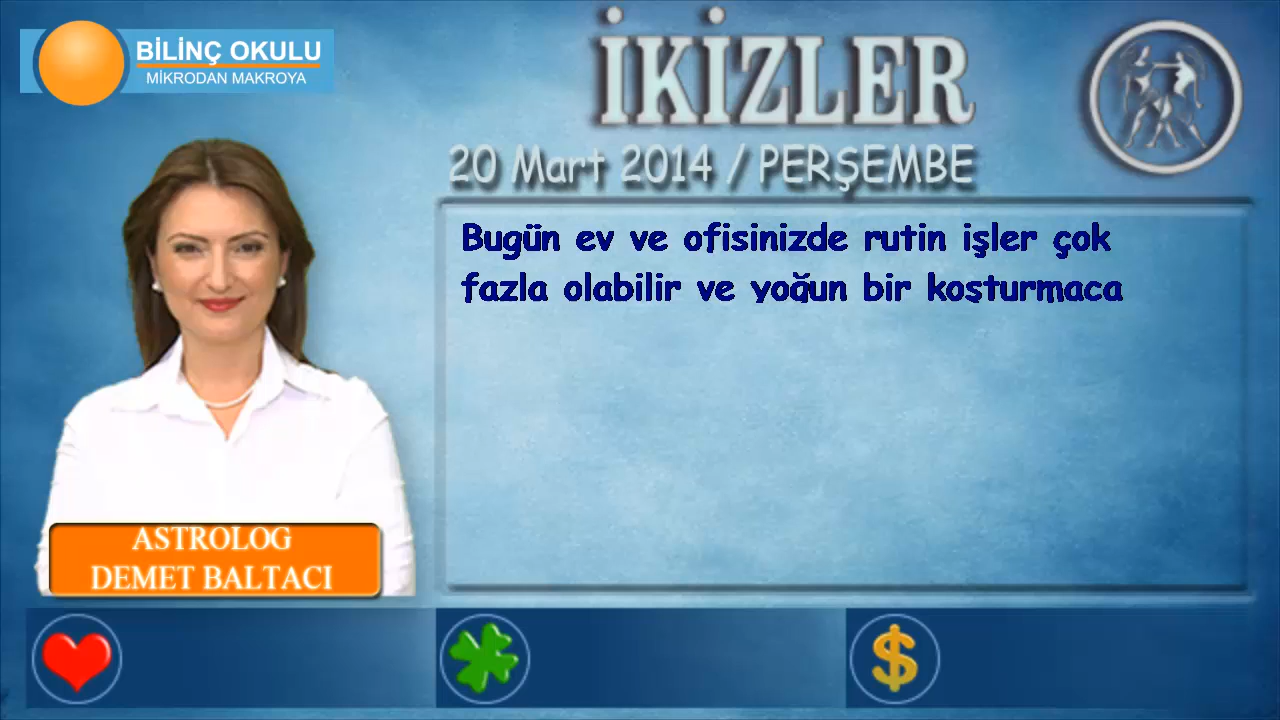 BİLİNÇ OKULU
MİKRODAN MAKROYA
İKİZLER
20 Mart 2014 / PERŞEMBE
Bugün ev ve ofisinizde rutin işler çok
fazla olabilir ve yoğun bir koşturmaca
ASTROLOG
DEMET BALTACI
$